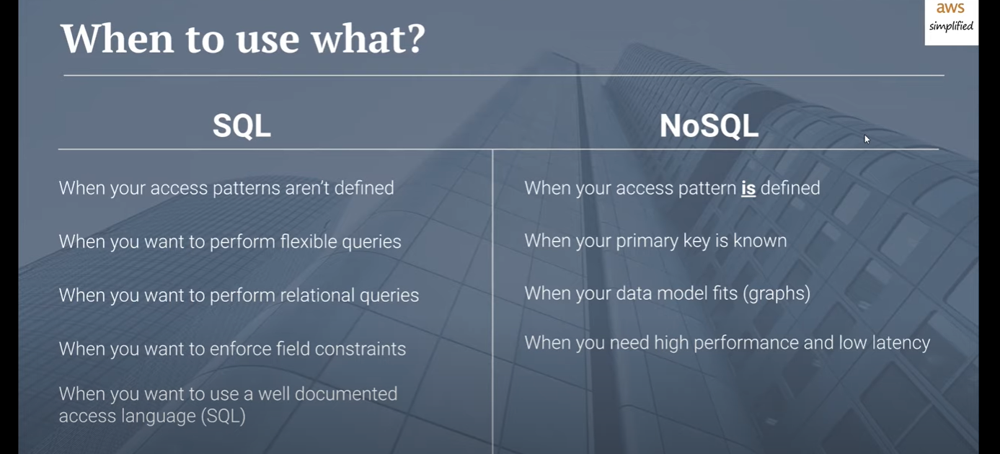 When to use what?
aws
simplified
SQL
NoSQL
When your access patterns aren’t defined
When you want to perform flexible queries
When you want to perform relational queries
When you want to enforce field constraints
When you want to use a well documented
access language (SQL)
When your access pattern is defined
When your primary key is known
When your data model fits (graphs)
When you need high performance and low latency